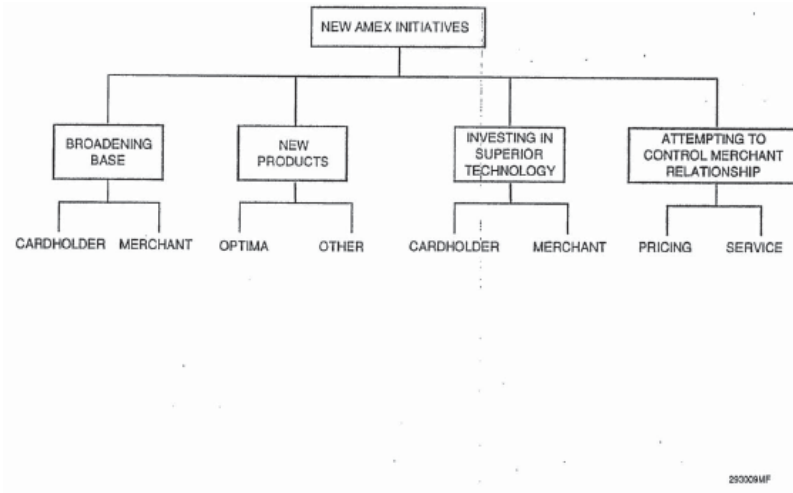 NEW AMEX INITIATIVES
BROADENING
BASE
NEW
PRODUCTS
INVESTING IN
SUPERIOR
TECHNOLOGY
ATTEMPTING TO
CONTROL MERCHANT
RELATIONSHIP
CARDHOLDER MERCHANT OPTIMA OTHER CARDHOLDER MERCHANT PRICING SERVICE
293009MF